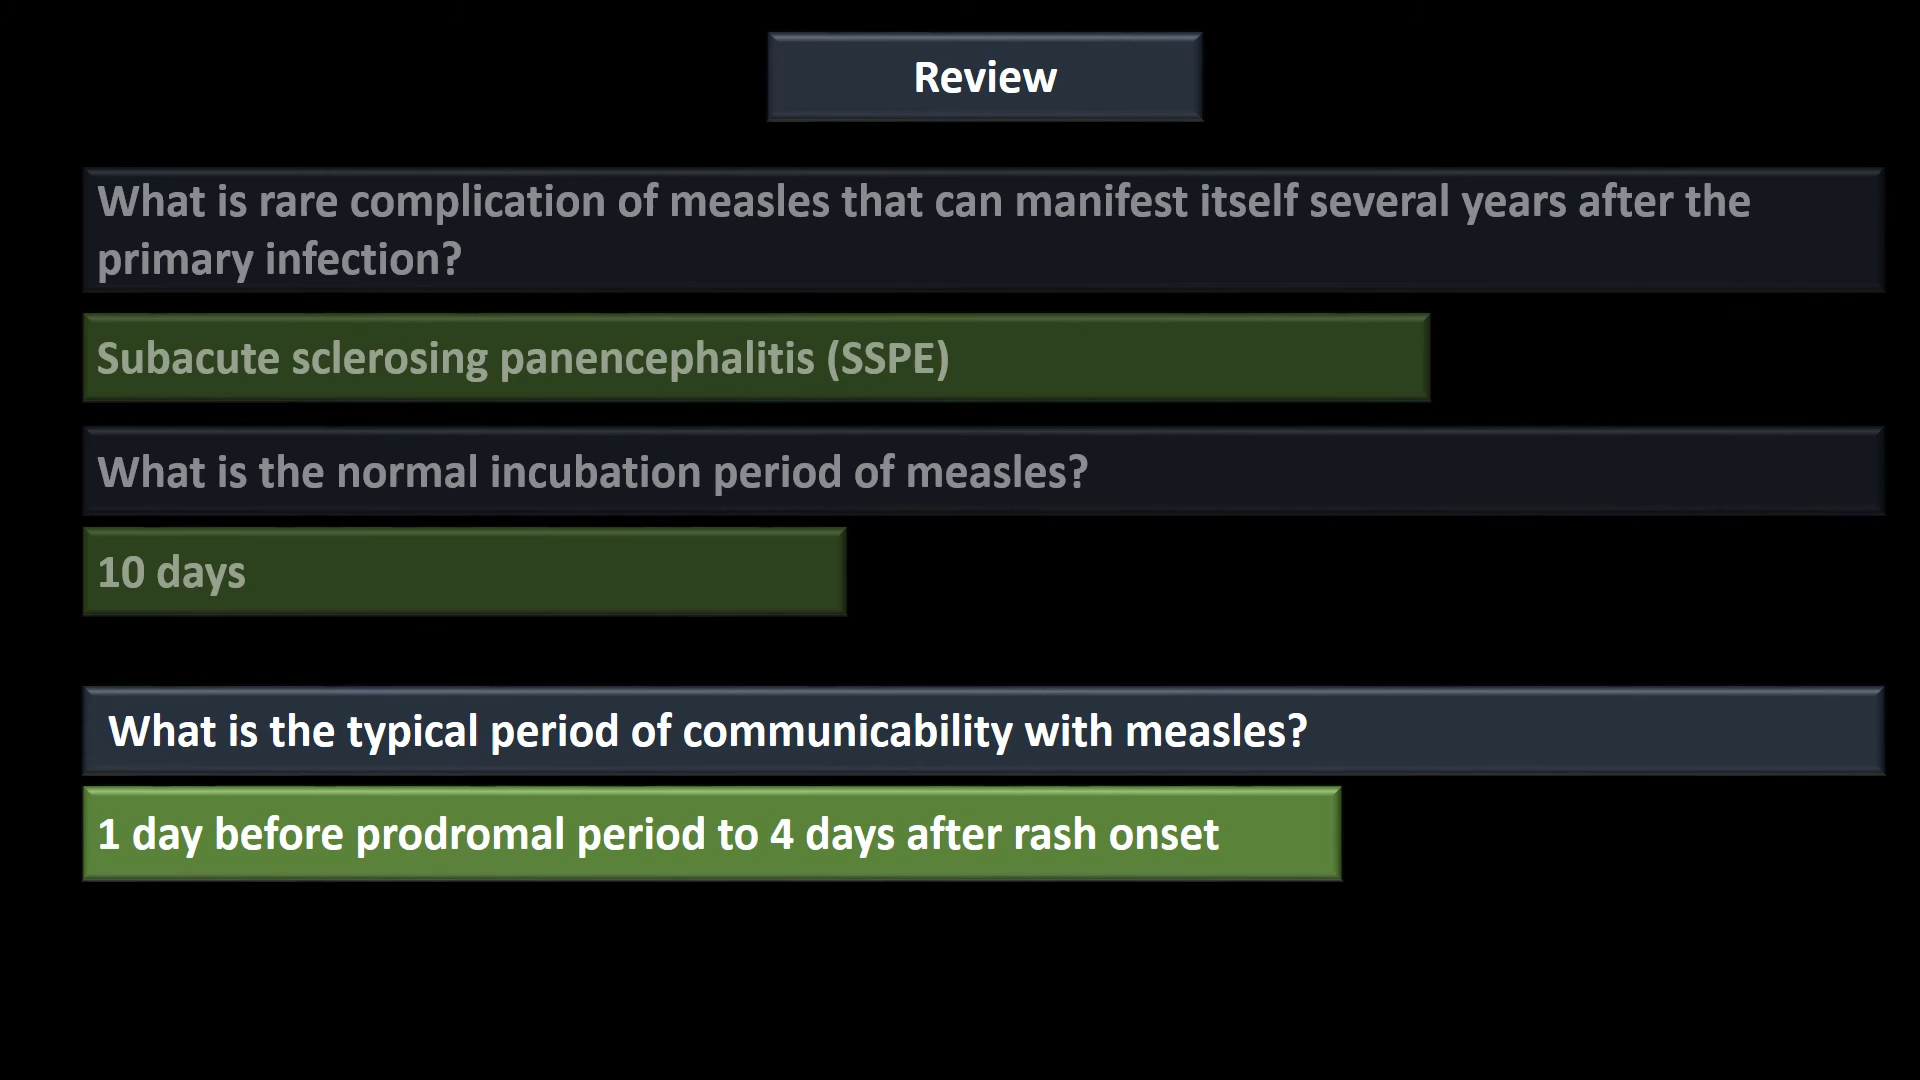 Review
What is rare complication of measles that can manifest itself several years after the
primary infection?
Subacute sclerosing panencephalitis (SSPE)
What is the normal incubation period of measles?
10 days
What is the typical period of communicability with measles?
1 day before prodromal period to 4 days after rash onset